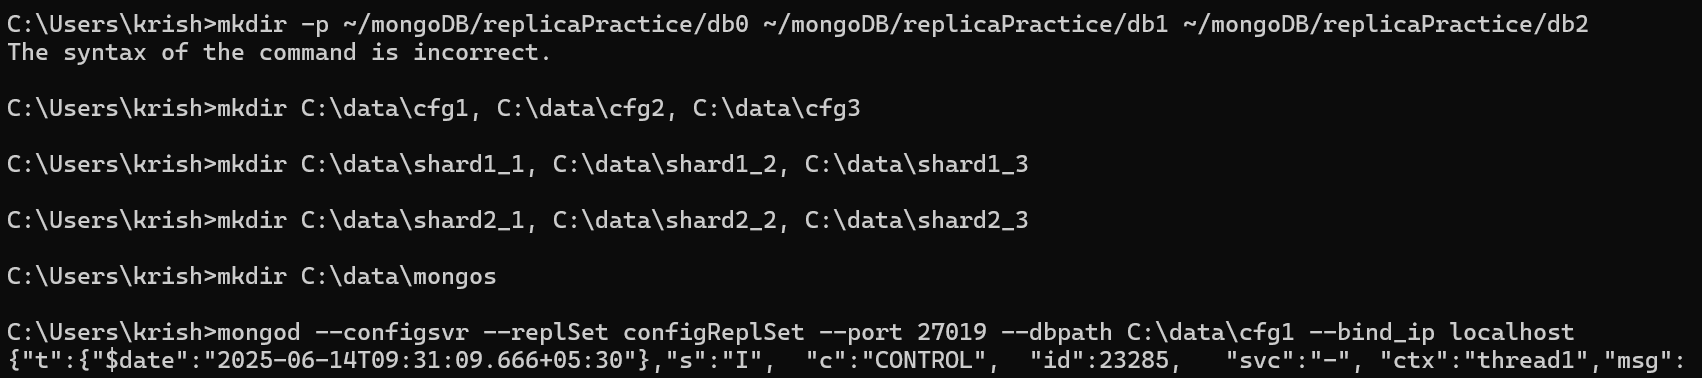 C:\Users\krish>mkdir -p ~/mongoDB/replicaPractice/db0 ~/mongoDB/replicaPractice/db1 ~/mongoDB/replicaPractice/db2
The syntax of the command is incorrect.
C:\Users\krish>mkdir C:\data\cfg1, C:\data\cfg2, C:\data\cfg3
C:\Users\krish>mkdir C:\data\shard1_1, C:\data\shard1_2, C:\data\shard1_3
C:\Users\krish>mkdir C:\data\shard2_1, C:\data\shard2_2, C:\data\shard2_3
C:\Users\krish>mkdir C:\data\mongos
C:\Users\krish>mongod --configsvr --replSet configReplSet --port 27019 --dbpath C:\data\cfg1 --bind_ip localhost
{"t":{"$date":"2025-06-14T09:31:09.666+05:30"},"s":"I",  "c":"CONTROL",  "id":23285,   "svc":"-", "ctx":"thread1","msg":